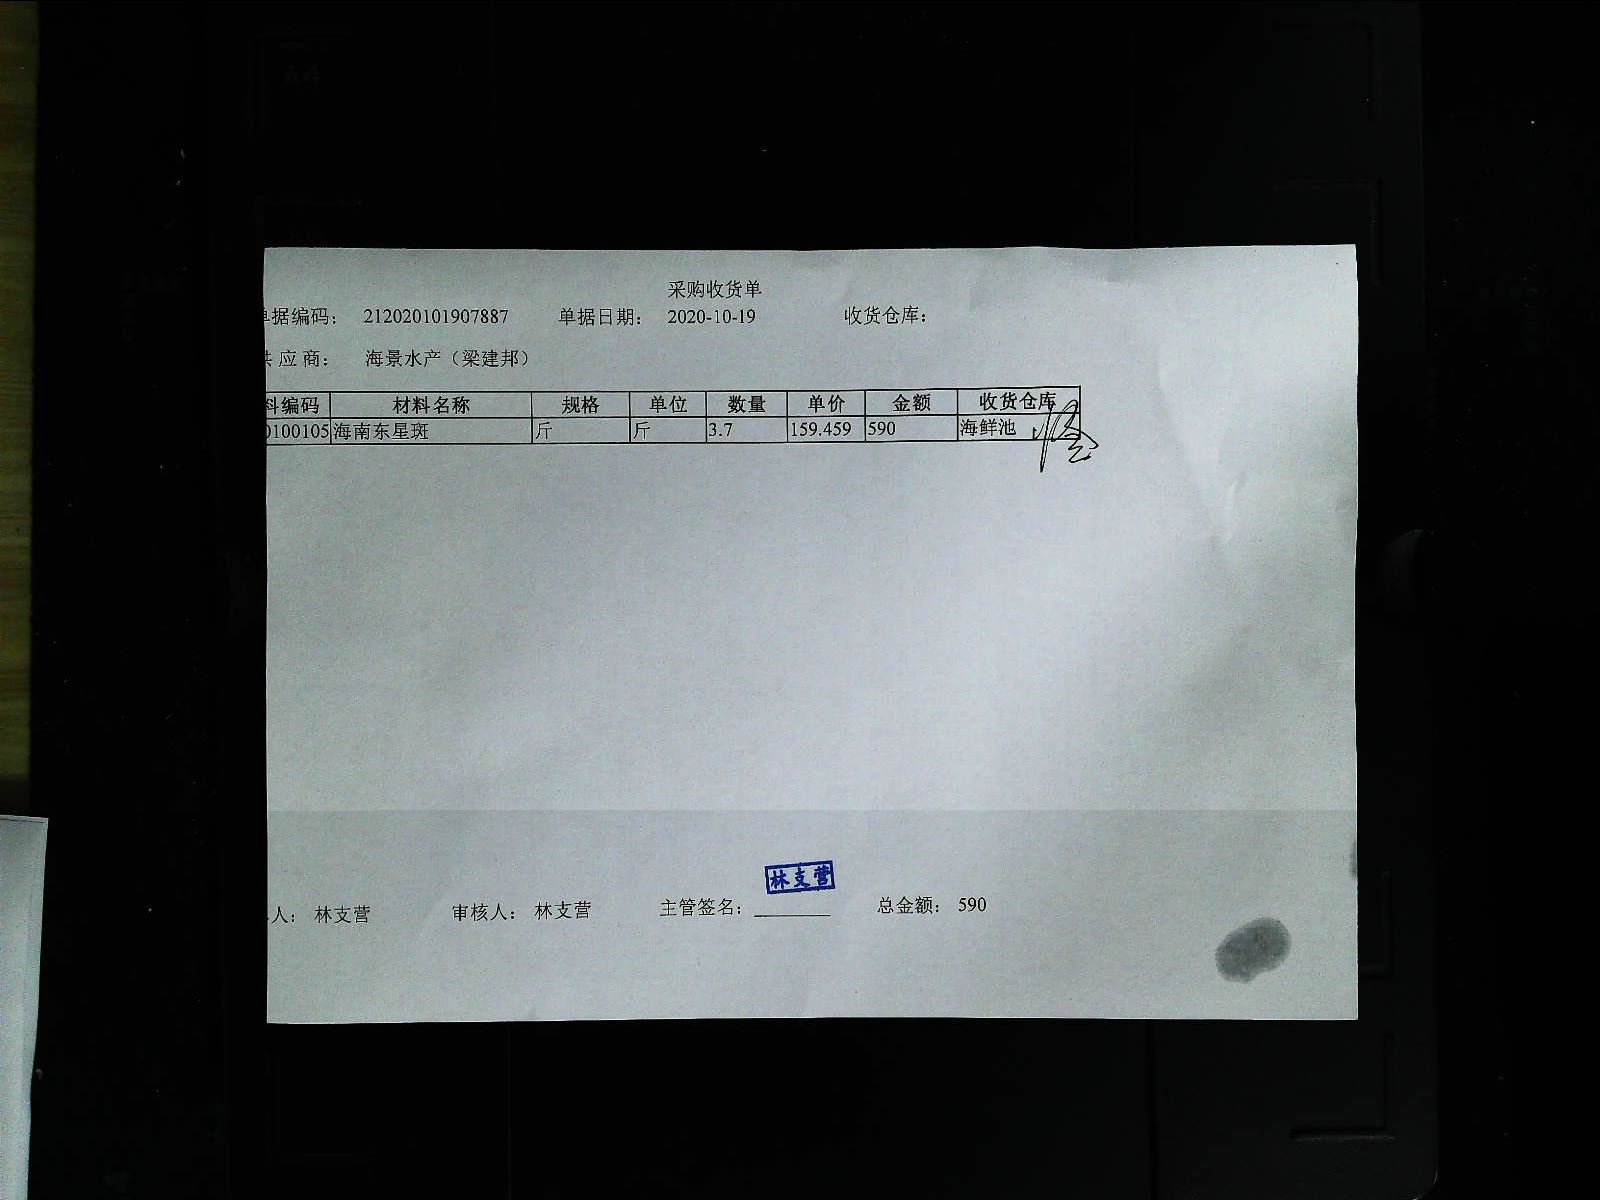 采购收货单
据编码： 212020101907887 单据日期： 2020-10-19 收货仓库：
应商： 海景水产（梁建邦）
料编码 材料名称 规格 单位 数量 单价 金额 收货仓库
0100105 海南东星斑 斤 斤 3.7 159.459 590 海鲜池
林支营
人： 林支营 审核人： 林支营 主管签名： 总金额： 590